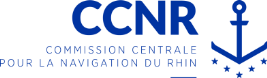 CCNR
COMMISSION CENTRALE
POUR LA NAVIGATION DU RHIN